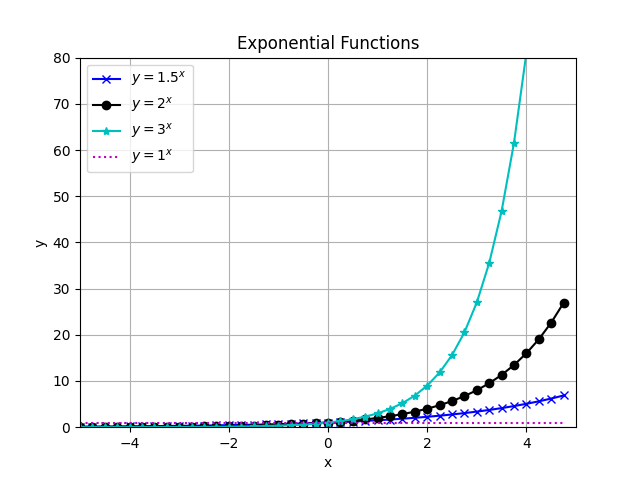 Exponential Functions
y = 1.5^x
y = 2^x
y = 3^x
y = 1^x
80
70
60
50
40
30
20
10
0
y
−4 −2 0 2 4
x